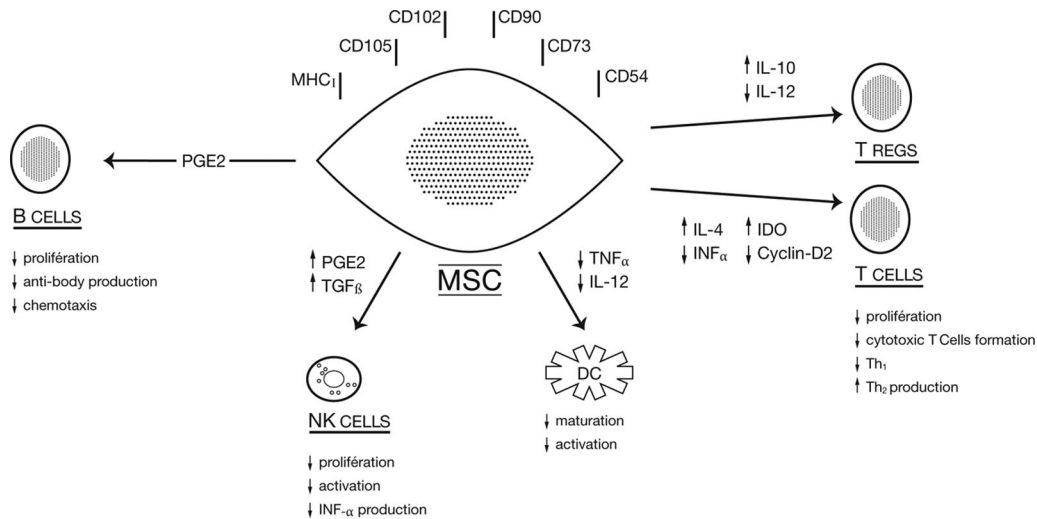 CD102
CD90
CD105
CD73
MHCI
CD54
↑ IL-10
↓ IL-12
T REGS
PGE2
B CELLS
↓ prolifération
↓ anti-body production
↓ chemotaxis
↑ PGE2
↑ TGFß
MSC
↓ TNFα
↓ IL-12
↑ IL-4 ↑ IDO
↓ INFα ↓ Cyclin-D2
T CELLS
↓ prolifération
↓ cytotoxic T Cells formation
↓ Th1
↑ Th2 production
NK CELLS
↓ prolifération
↓ activation
↓ INF-α production
DC
↓ maturation
↓ activation